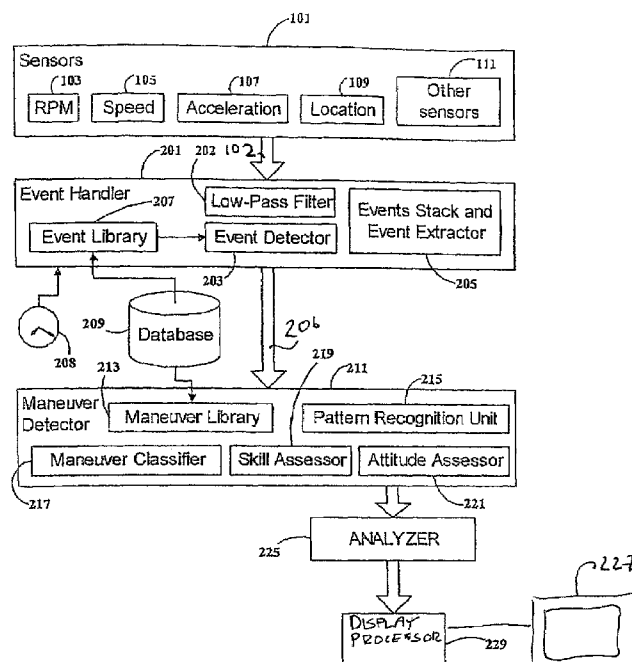 101
Sensors
103 105 107 109 111
RPM Speed Acceleration Location Other sensors
201 202 102
Event Handler 207 Low-Pass Filter
Event Library Event Detector Events Stack and Event Extractor
203 205
209 Database 206
208 219
213 211 215
Maneuver Detector Maneuver Library Pattern Recognition Unit
Maneuver Classifier Skill Assessor Attitude Assessor
217 221
ANALYZER
225 227
DISPLAY PROCESSOR
229